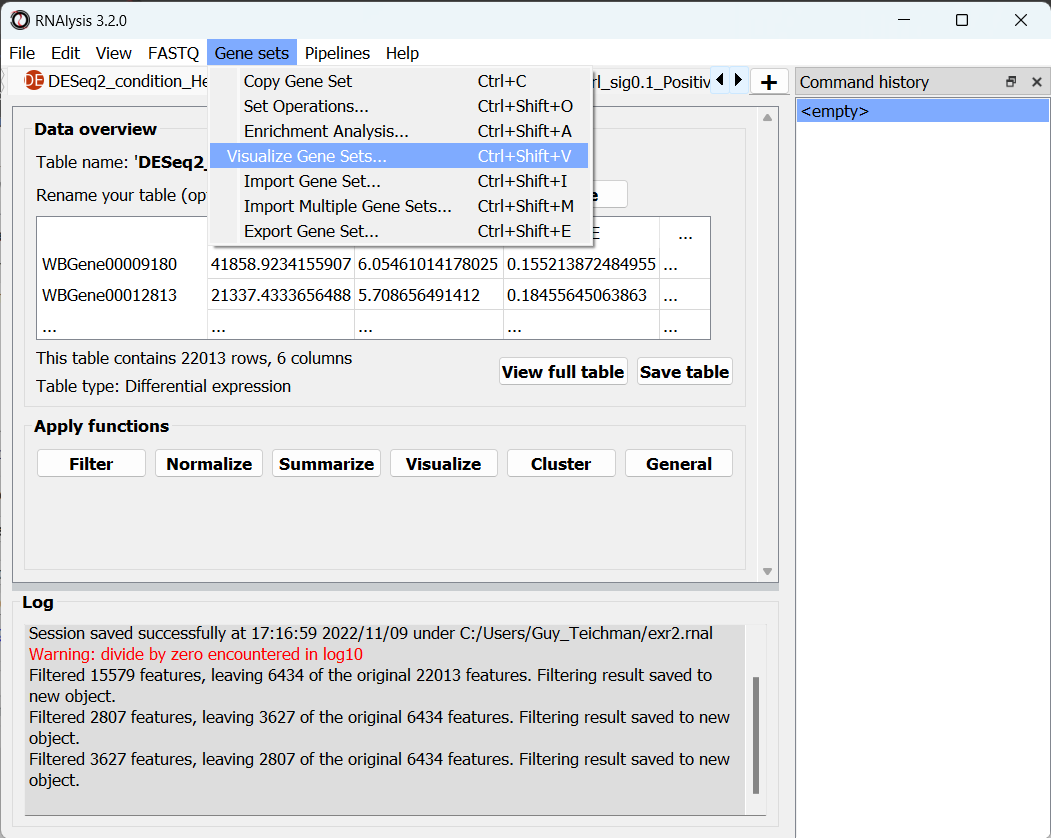 RNAlysis 3.2.0
File Edit View FASTQ Gene sets Pipelines Help
DE DESeq2_condition_He rl_sig0.1_Positiv + Command history
<empty>
Copy Gene Set Ctrl+C
Set Operations... Ctrl+Shift+O
Enrichment Analysis... Ctrl+Shift+A
Visualize Gene Sets... Ctrl+Shift+V
Import Gene Set... Ctrl+Shift+I
Import Multiple Gene Sets... Ctrl+Shift+M
Export Gene Set... Ctrl+Shift+E
Data overview
Table name: 'DESeq2_
Rename your table (op
...
WBGene00009180 41858.9234155907 6.05461014178025 0.155213872484955 ...
WBGene00012813 21337.4333656488 5.708656491412 0.18455645063863 ...
... ... ... ... ...
This table contains 22013 rows, 6 columns
Table type: Differential expression
View full table Save table
Apply functions
Filter Normalize Summarize Visualize Cluster General
Log
Session saved successfully at 17:16:59 2022/11/09 under C:/Users/Guy_Teichman/exr2.rnal
Warning: divide by zero encountered in log10
Filtered 15579 features, leaving 6434 of the original 22013 features. Filtering result saved to
new object.
Filtered 2807 features, leaving 3627 of the original 6434 features. Filtering result saved to new
object.
Filtered 3627 features, leaving 2807 of the original 6434 features. Filtering result saved to new
object.